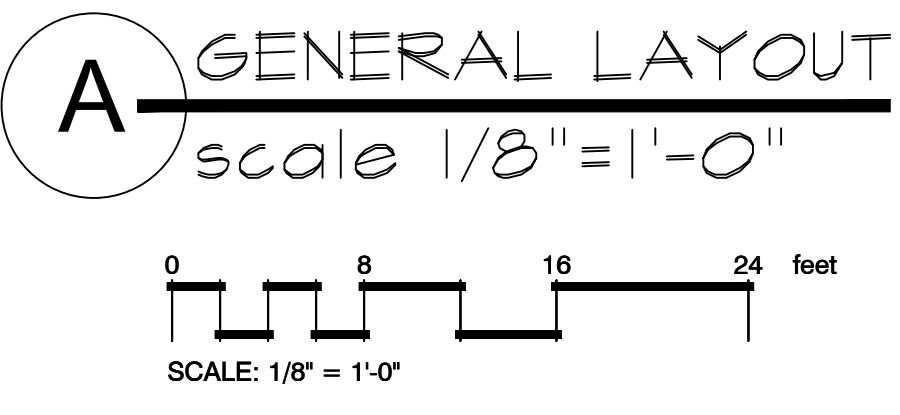 A
GENERAL LAYOUT
scale 1/8"=1'-0"
0 8 16 24 feet
SCALE: 1/8" = 1'-0"